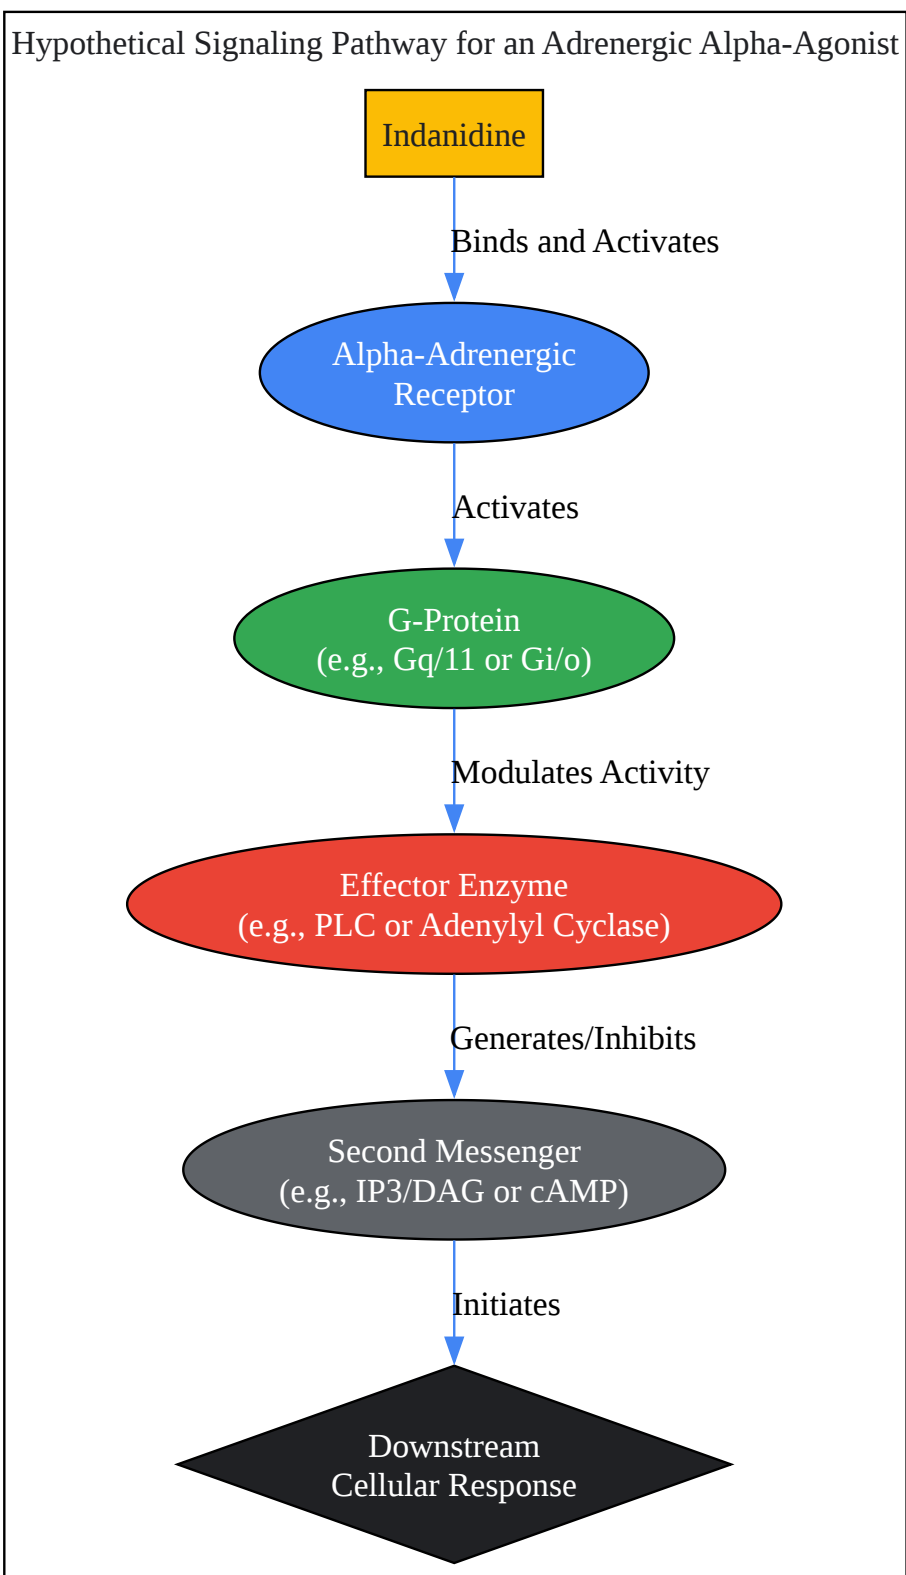 Hypothetical Signaling Pathway for an Adrenergic Alpha-Agonist
Indanidine
Binds and Activates
Alpha-Adrenergic
Receptor
Activates
G-Protein
(e.g., Gq/11 or Gi/o)
Modulates Activity
Effector Enzyme
(e.g., PLC or Adenylyl Cyclase)
Generates/Inhibits
Second Messenger
(e.g., IP3/DAG or cAMP)
Initiates
Downstream
Cellular Response